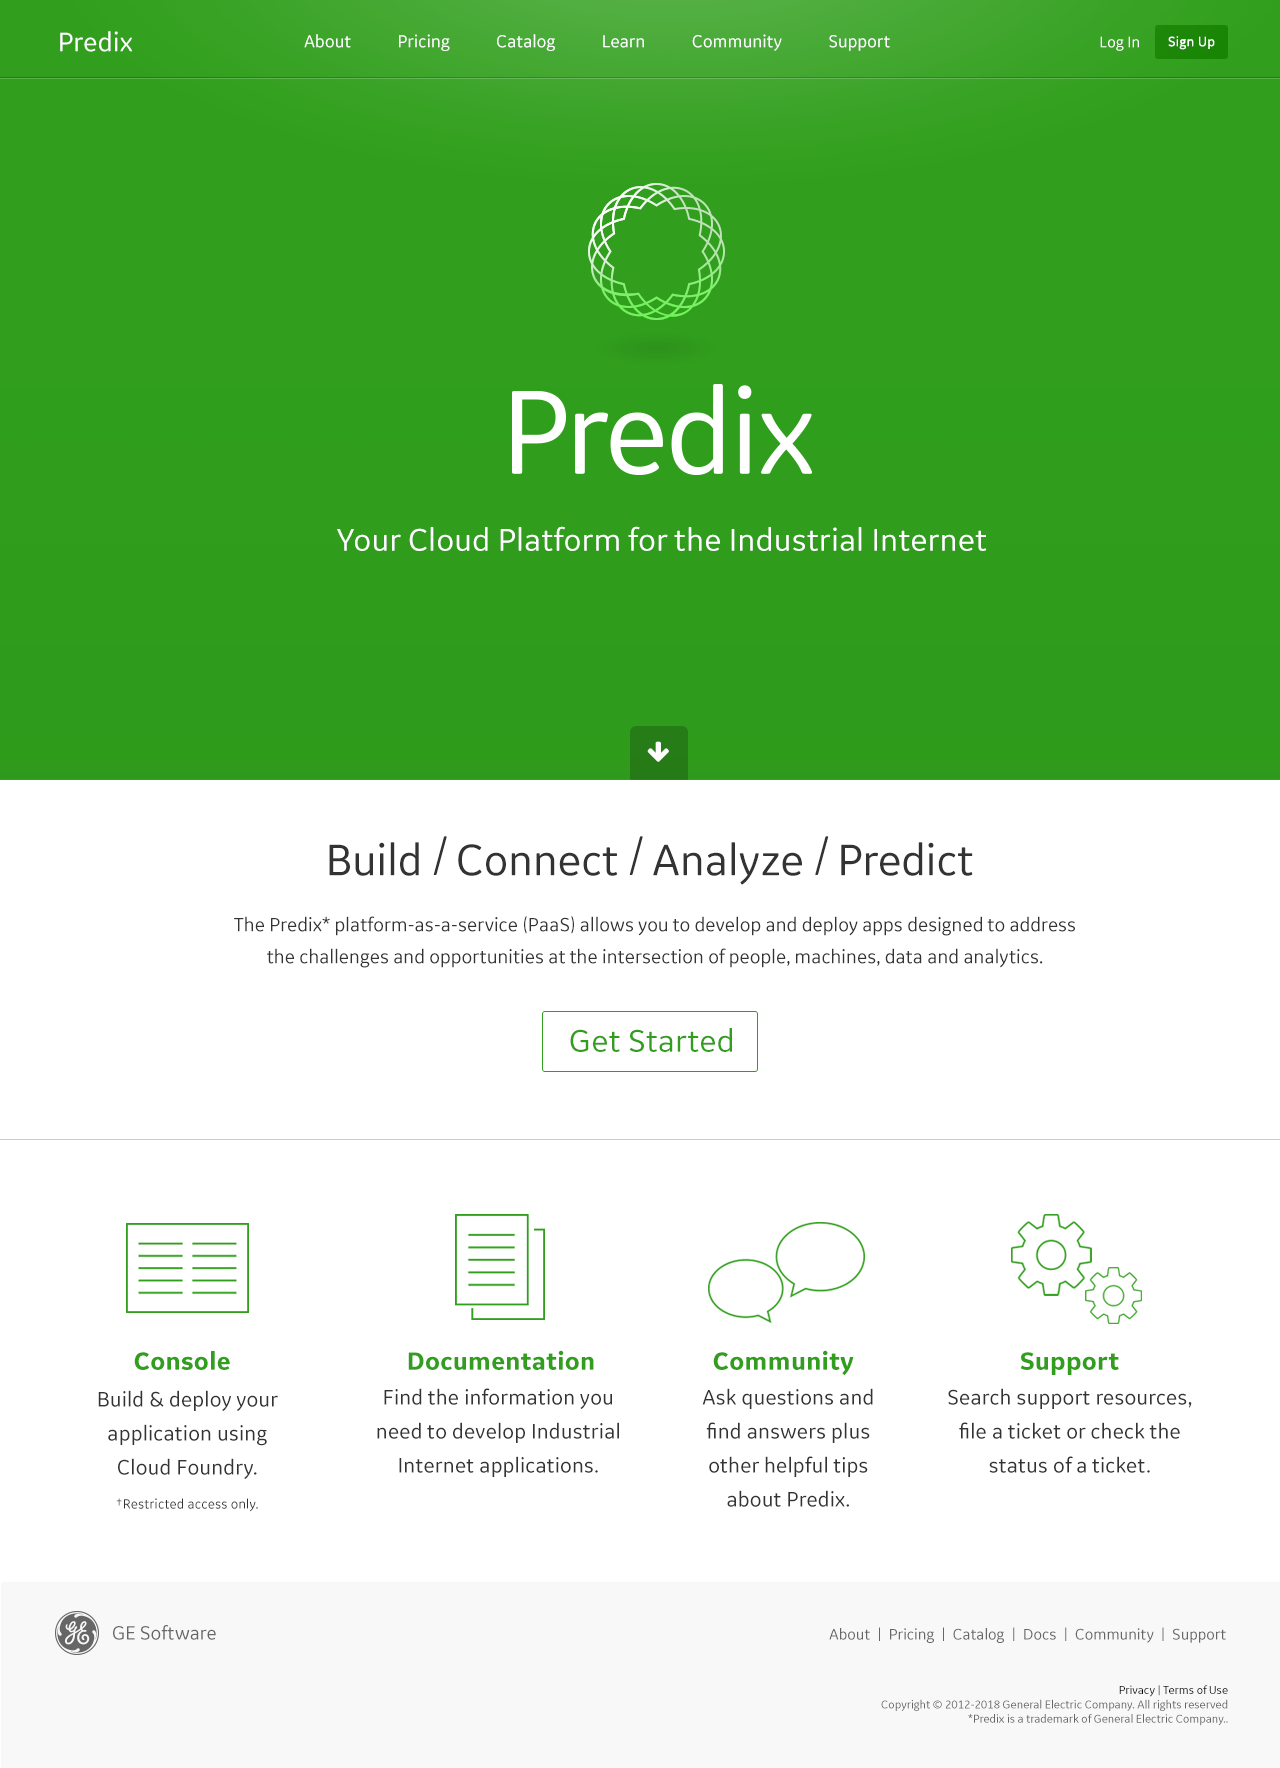 Predix
About Pricing Catalog Learn Community Support
Log In Sign Up
Predix
Your Cloud Platform for the Industrial Internet
Build / Connect / Analyze / Predict
The Predix* platform-as-a-service (PaaS) allows you to develop and deploy apps designed to address
the challenges and opportunities at the intersection of people, machines, data and analytics.
Get Started
Console
Build & deploy your
application using
Cloud Foundry.
†Restricted access only.
Documentation
Find the information you
need to develop Industrial
Internet applications.
Community
Ask questions and
find answers plus
other helpful tips
about Predix.
Support
Search support resources,
file a ticket or check the
status of a ticket.
GE
GE Software
About | Pricing | Catalog | Docs | Community | Support
Privacy | Terms of Use
Copyright © 2012-2018 General Electric Company. All rights reserved
*Predix is a trademark of General Electric Company..